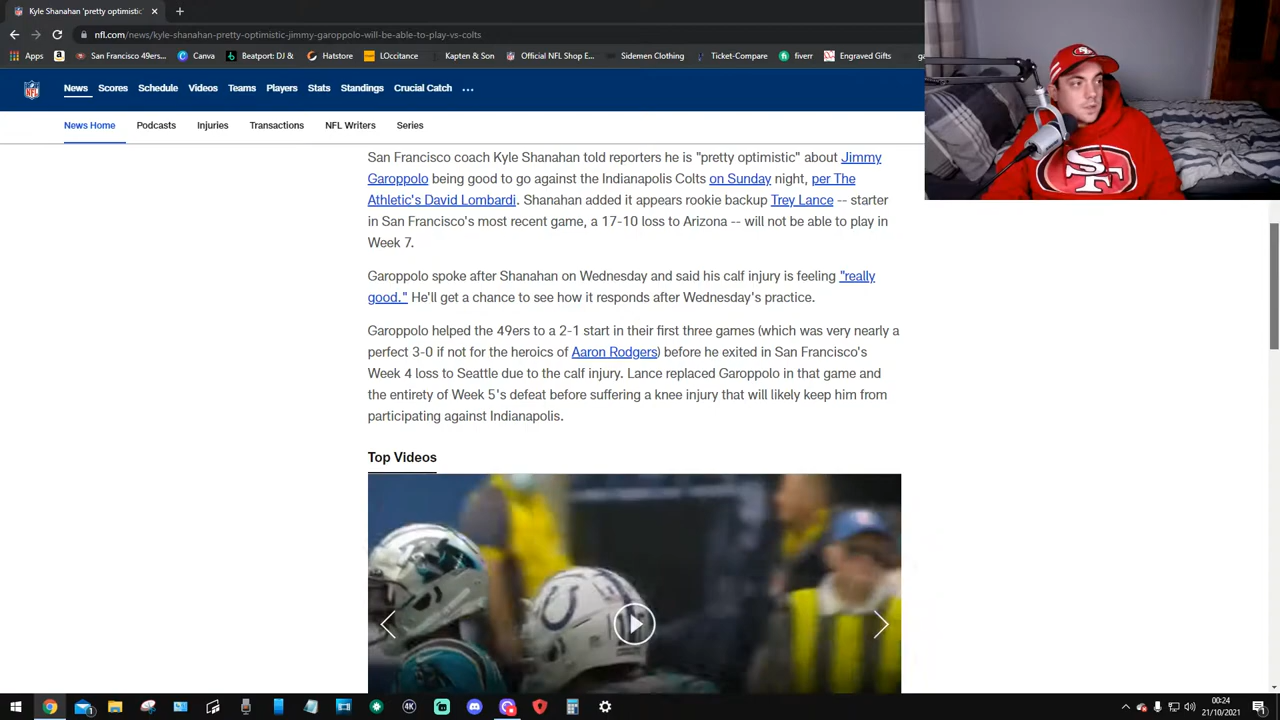 Kyle Shanahan 'pretty optimistic'
nfl.com/news/kyle-shanahan-pretty-optimistic-jimmy-garoppolo-will-be-able-to-play-vs-colts
Apps San Francisco 49ers... Canva Beatport: DJ & D... Hatstore LOccitance Kapten & Son Official NFL Shop E... Sidemen Clothing Ticket-Compare fiverr Engraved Gifts
News Scores Schedule Videos Teams Players Stats Standings Crucial Catch ...
News Home Podcasts Injuries Transactions NFL Writers Series
San Francisco coach Kyle Shanahan told reporters he is "pretty optimistic" about Jimmy
Garoppolo being good to go against the Indianapolis Colts on Sunday night, per The
Athletic's David Lombardi. Shanahan added it appears rookie backup Trey Lance -- starter
in San Francisco's most recent game, a 17-10 loss to Arizona -- will not be able to play in
Week 7.
Garoppolo spoke after Shanahan on Wednesday and said his calf injury is feeling "really
good." He'll get a chance to see how it responds after Wednesday's practice.
Garoppolo helped the 49ers to a 2-1 start in their first three games (which was very nearly a
perfect 3-0 if not for the heroics of Aaron Rodgers) before he exited in San Francisco's
Week 4 loss to Seattle due to the calf injury. Lance replaced Garoppolo in that game and
the entirety of Week 5's defeat before suffering a knee injury that will likely keep him from
participating against Indianapolis.
Top Videos
SF
00:24
21/10/2021